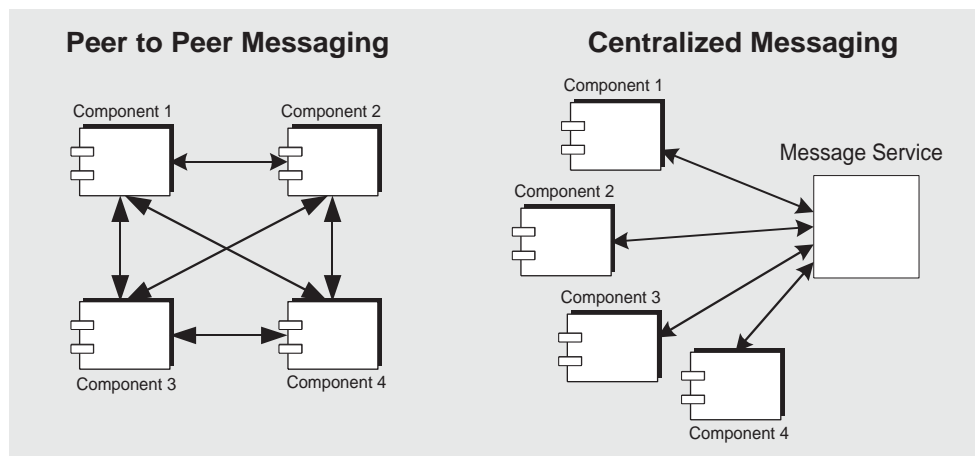 Peer to Peer Messaging
Component 1
Component 2
Component 3
Component 4
Centralized Messaging
Component 1
Message Service
Component 2
Component 3
Component 4